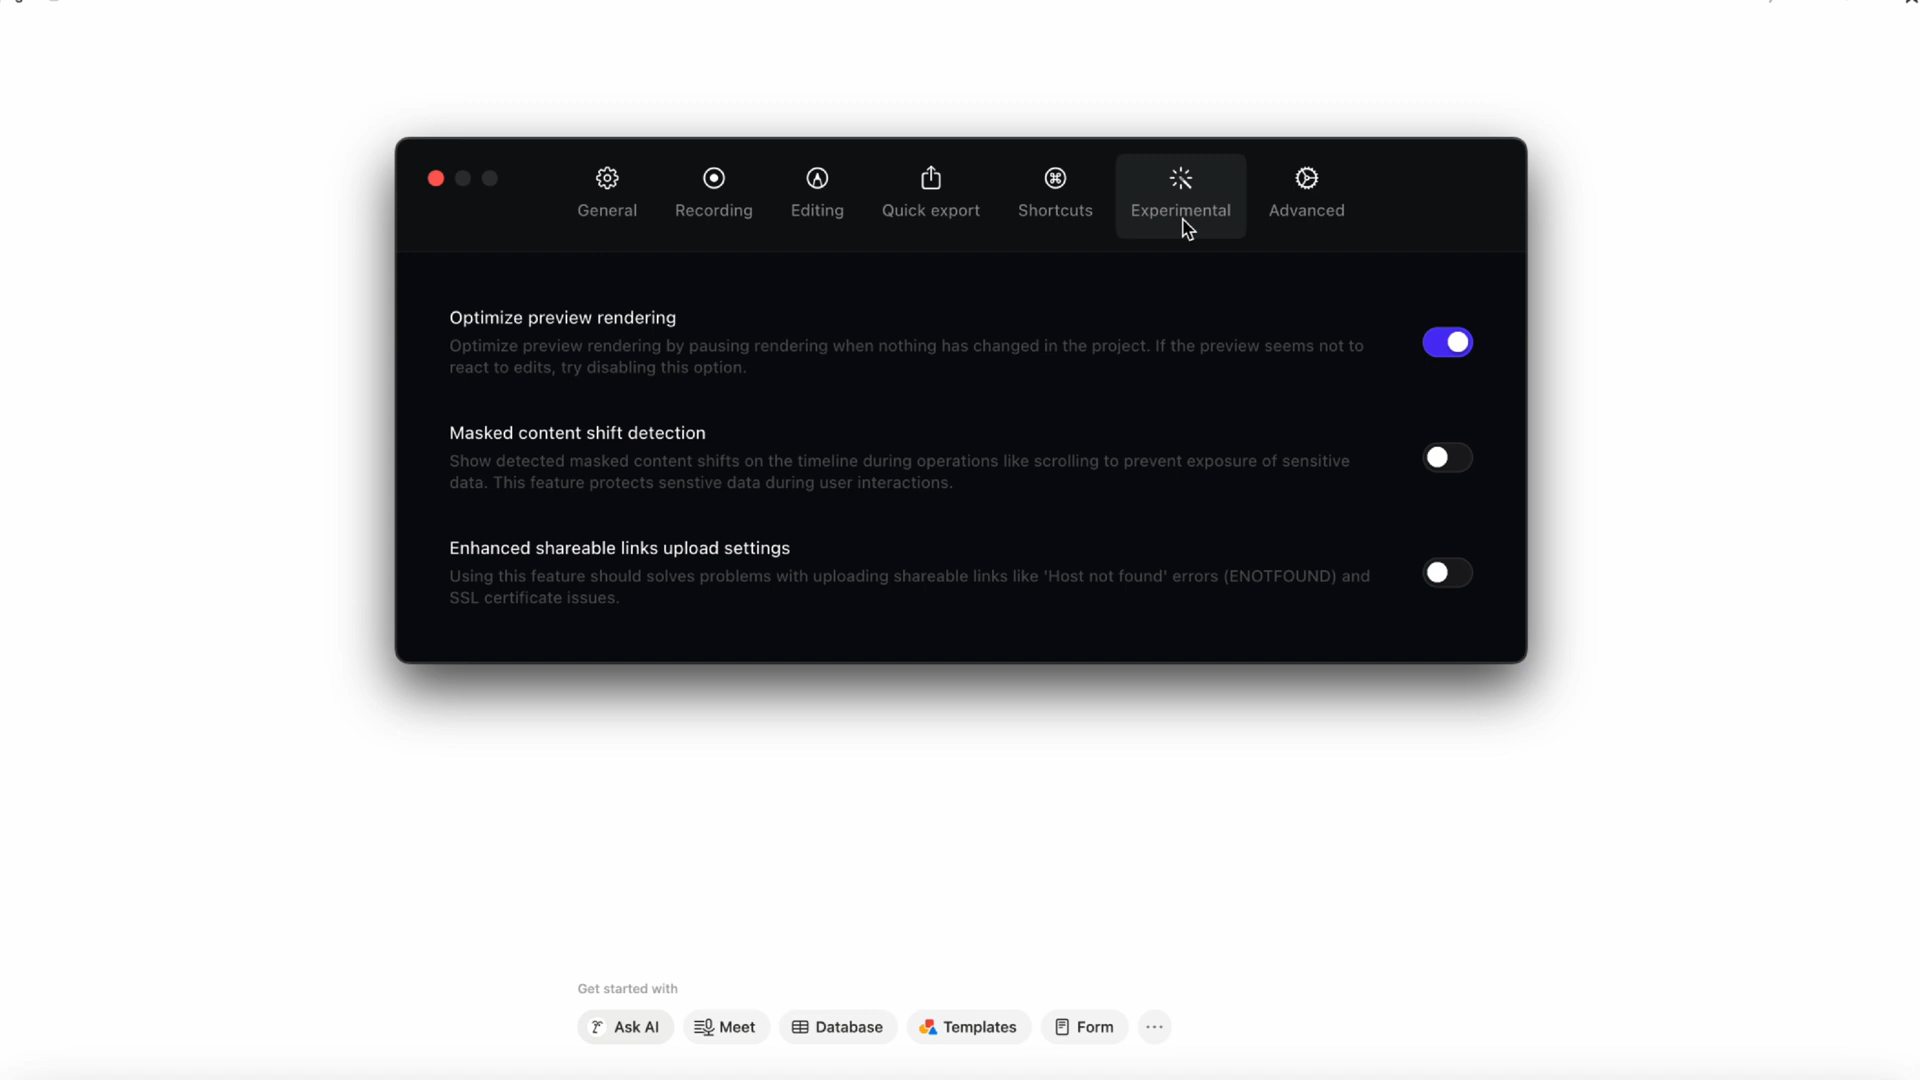 General
Recording
Editing
Quick export
Shortcuts
Experimental
Advanced
Optimize preview rendering
Optimize preview rendering by pausing rendering when nothing has changed in the project. If the preview seems not to
react to edits, try disabling this option.
Masked content shift detection
Show detected masked content shifts on the timeline during operations like scrolling to prevent exposure of sensitive
data. This feature protects senstive data during user interactions.
Enhanced shareable links upload settings
Using this feature should solves problems with uploading shareable links like 'Host not found' errors (ENOTFOUND) and
SSL certificate issues.
Get started with
Ask AI
Meet
Database
Templates
Form